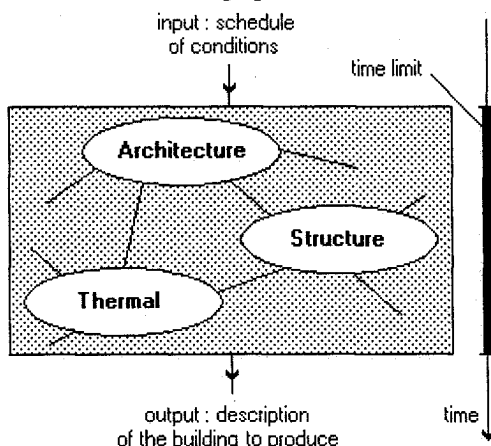 input : schedule
of conditions
time limit
Architecture
Structure
Thermal
output : description
of the building to produce
time